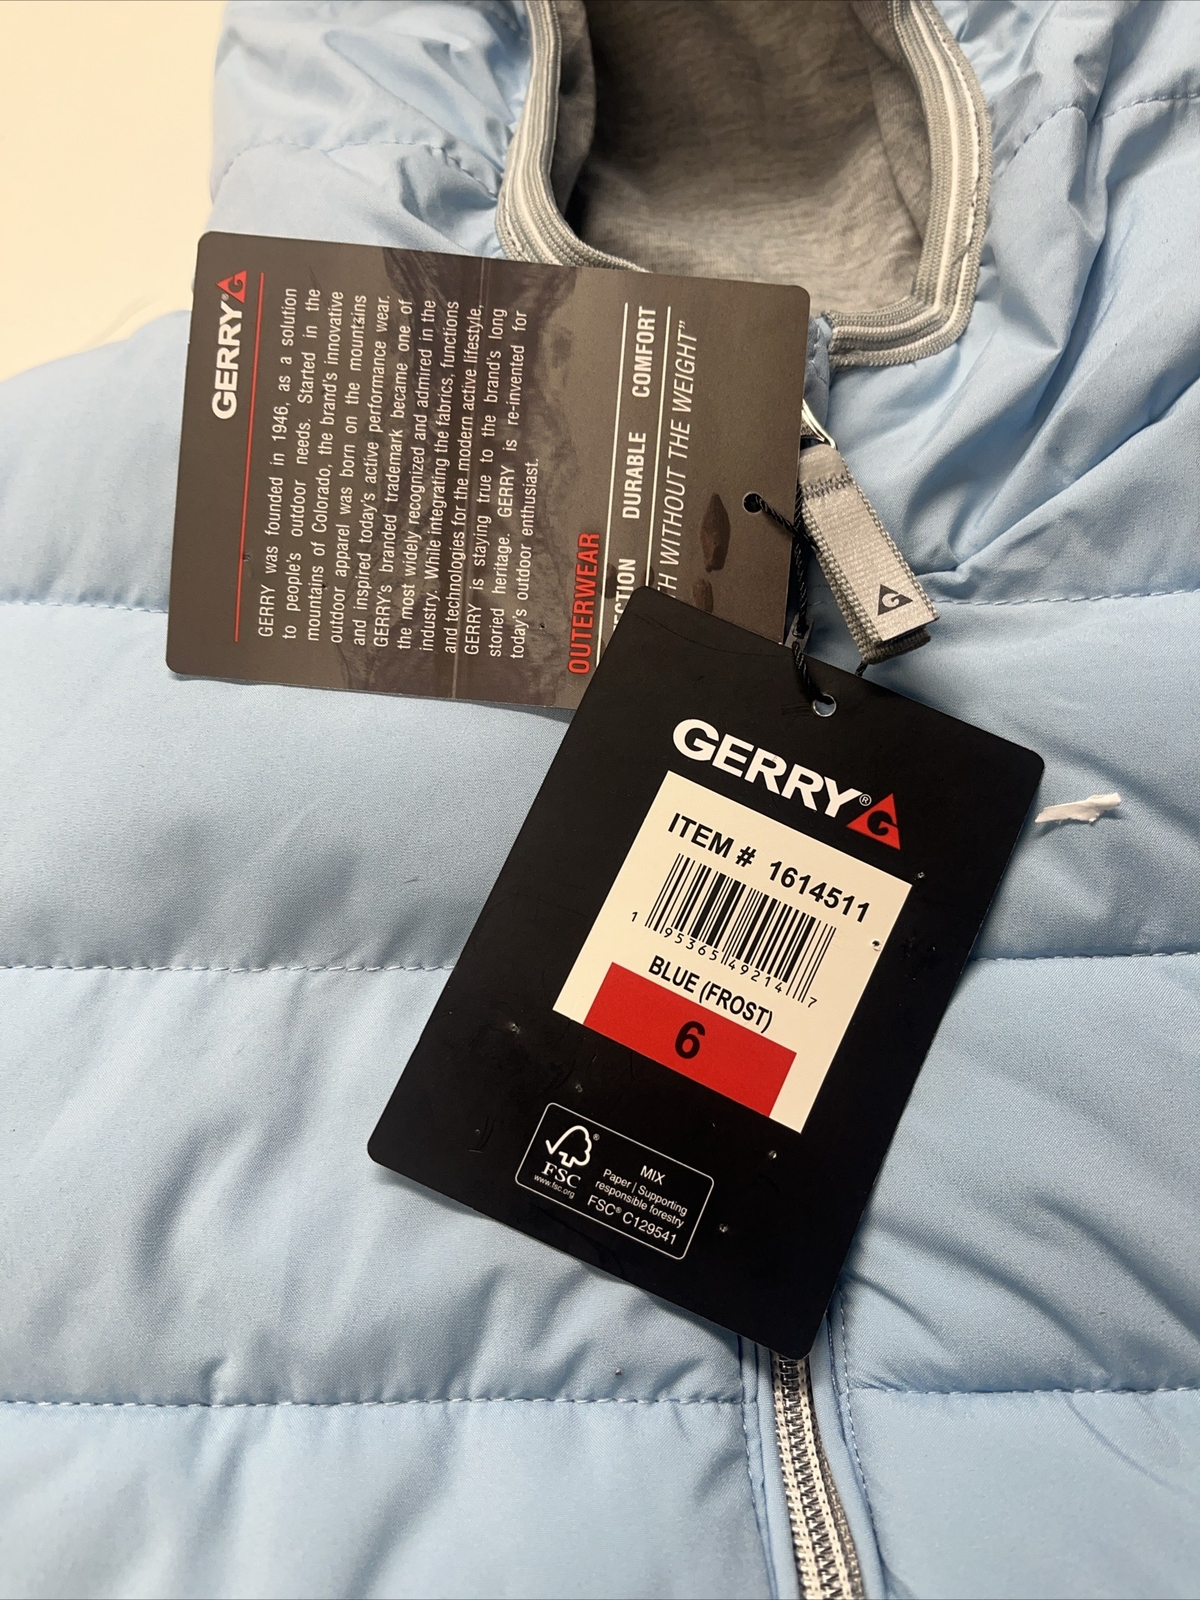 GERRY®G
GERRY was founded in 1946, as a solution
to people's outdoor needs. Started in the
mountains of Colorado, the brand's innovative
outdoor apparel was born on the mountains
and inspired today's active performance wear.
GERRY's branded trademark became one of
the most widely recognized and admired in the
industry. While integrating the fabrics, functions
and technologies for the modern active lifestyle,
GERRY is staying true to the brand's long
storied heritage. GERRY is re-invented for
today's outdoor enthusiast.
OUTERWEAR
DURABLE COMFORT
WITHOUT THE WEIGHT”
G
GERRY®G
ITEM # 1614511
1 95365 49214 7
BLUE (FROST)
6
FSC®
www.fsc.org
MIX
Paper | Supporting
responsible forestry
FSC® C129541